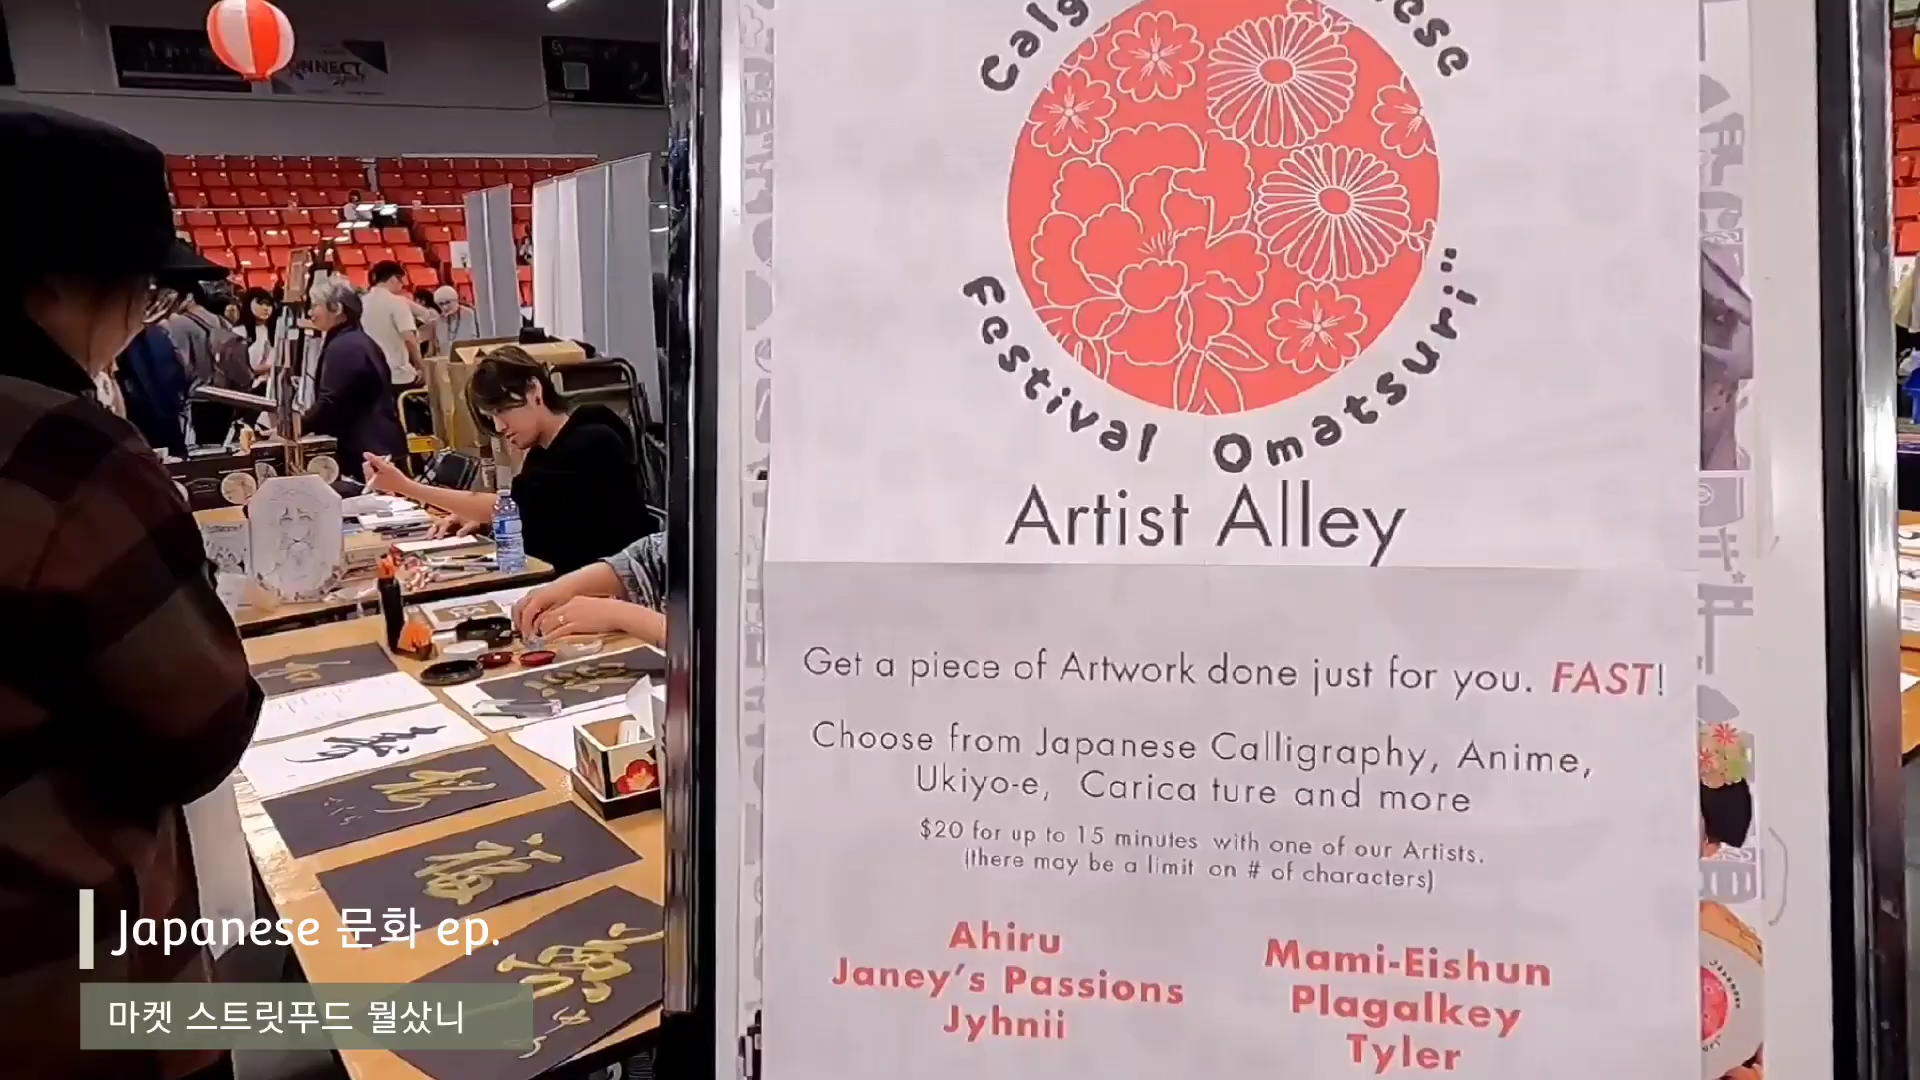 CONNECT
Festival Omatsurii
Artist Alley
Get a piece of Artwork done just for you. FAST!
Choose from Japanese Calligraphy, Anime,
Ukiyo-e, Carica ture and more
$20 for up to 15 minutes with one of our Artists.
(there may be a limit on # of characters)
Ahiru
Janey's Passions
Jyhnii
Mami-Eishun
Plagalkey
Tyler
Japanese 문화 ep.
마켓 스트릿푸드 뭘샀니